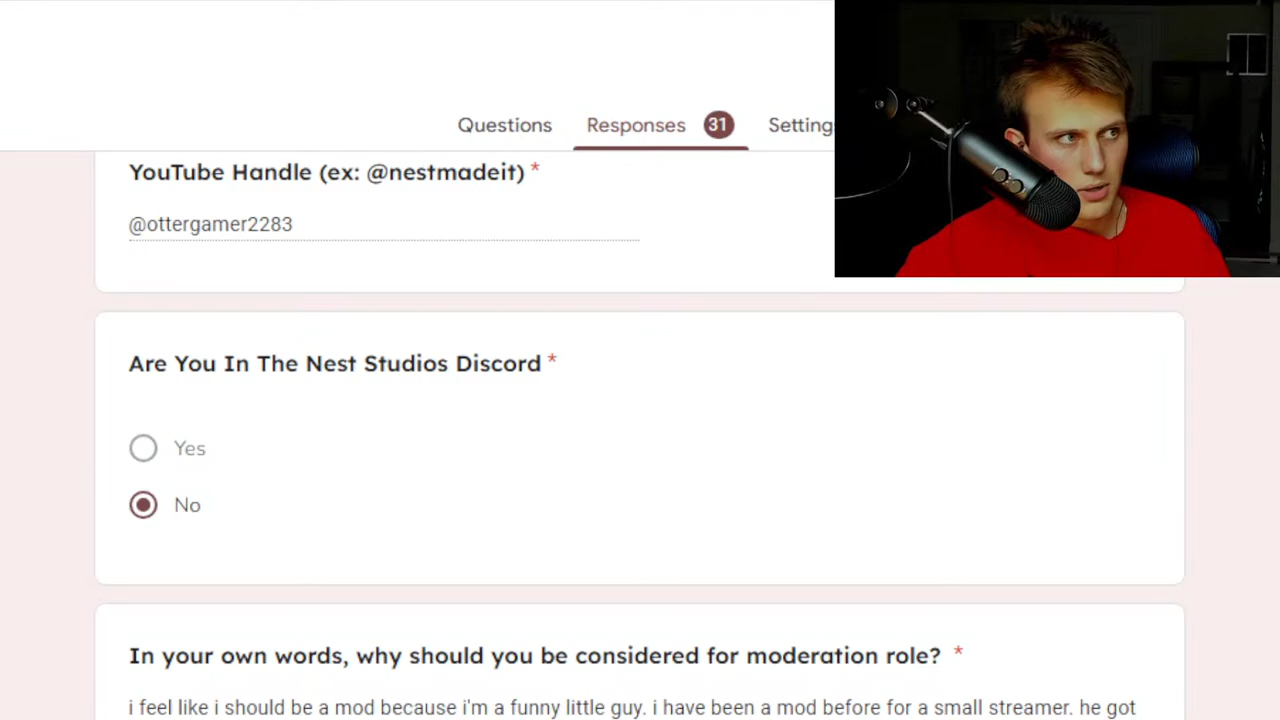 Questions Responses 31 Setting
YouTube Handle (ex: @nestmadeit) *
@ottergamer2283
Are You In The Nest Studios Discord *
Yes
No
In your own words, why should you be considered for moderation role? *
i feel like i should be a mod because i'm a funny little guy. i have been a mod before for a small streamer. he got